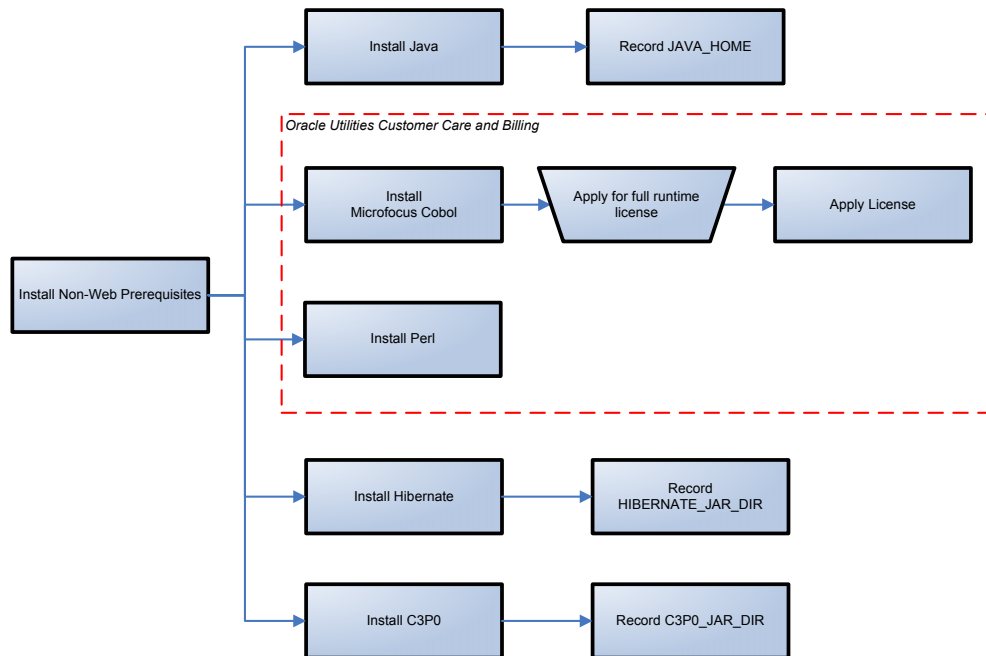 Install Java
Record JAVA_HOME
Oracle Utilities Customer Care and Billing
Install
Microfocus Cobol
Apply for full runtime
license
Apply License
Install Non-Web Prerequisites
Install Perl
Install Hibernate
Record
HIBERNATE_JAR_DIR
Install C3P0
Record C3P0_JAR_DIR